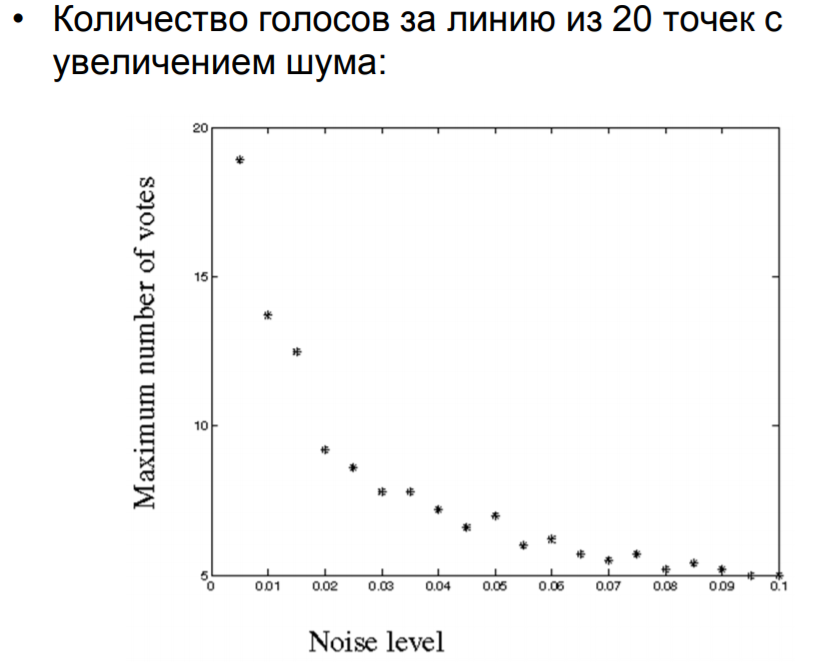 • Количество голосов за линию из 20 точек с
увеличением шума:
20
15
10
5
Maximum number of votes
0 0.01 0.02 0.03 0.04 0.05 0.06 0.07 0.08 0.09 0.1
Noise level